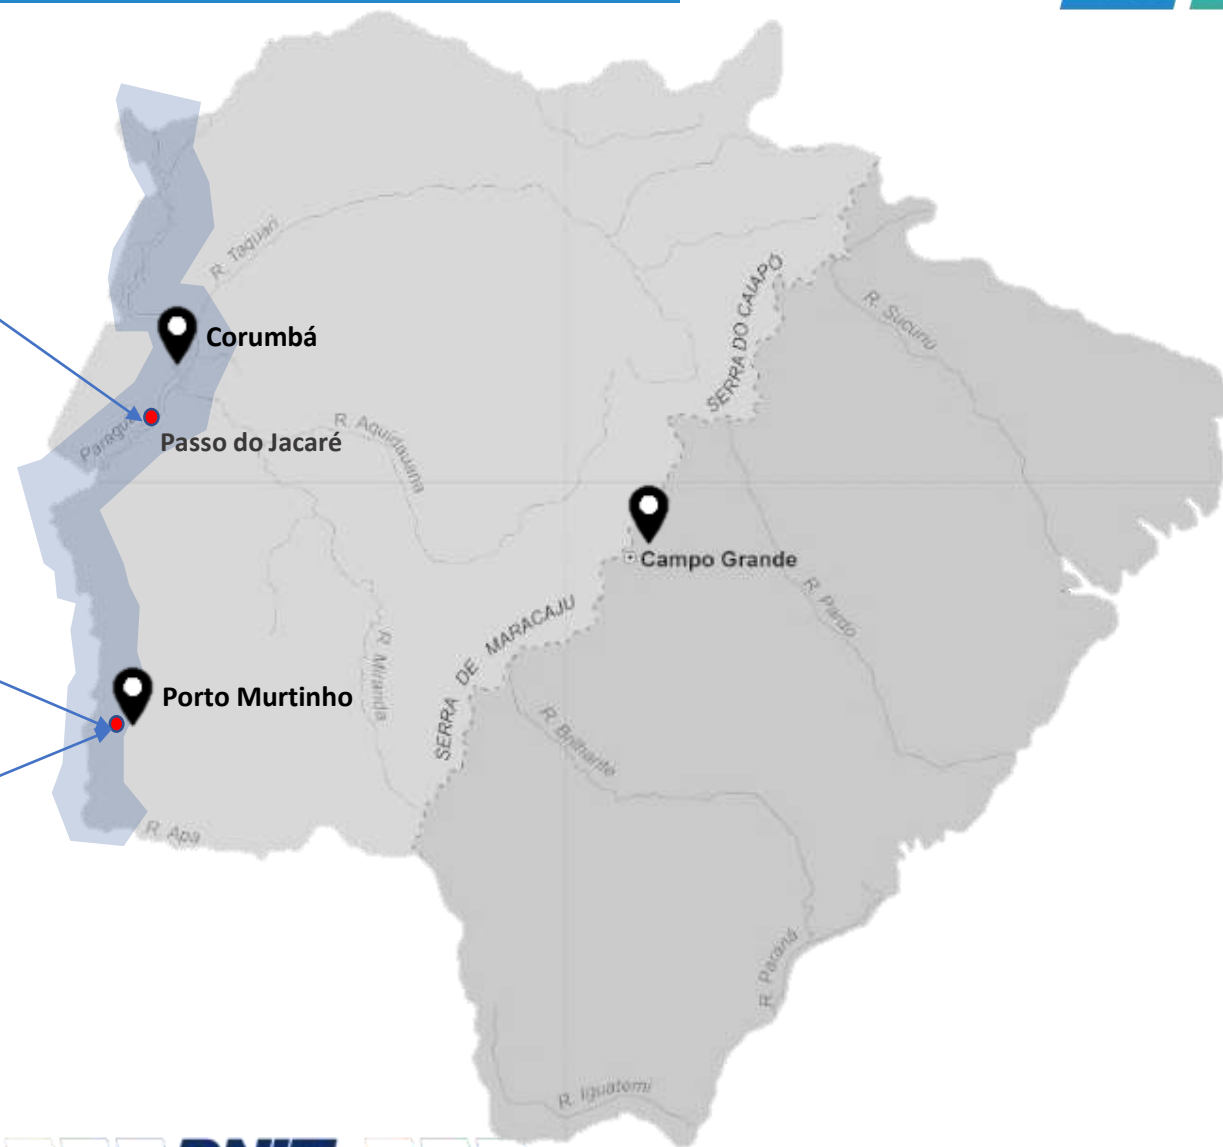 R. Taquari
SERRA DO CAIAPÓ
R. Sucuriú
Corumbá
Passo do Jacaré
R. Aquidauana
Campo Grande
R. Pardo
SERRA DE MARACAJU
R. Miranda
Porto Murtinho
R. Brilhante
R. Apa
R. Paraná
R. Iguatemi